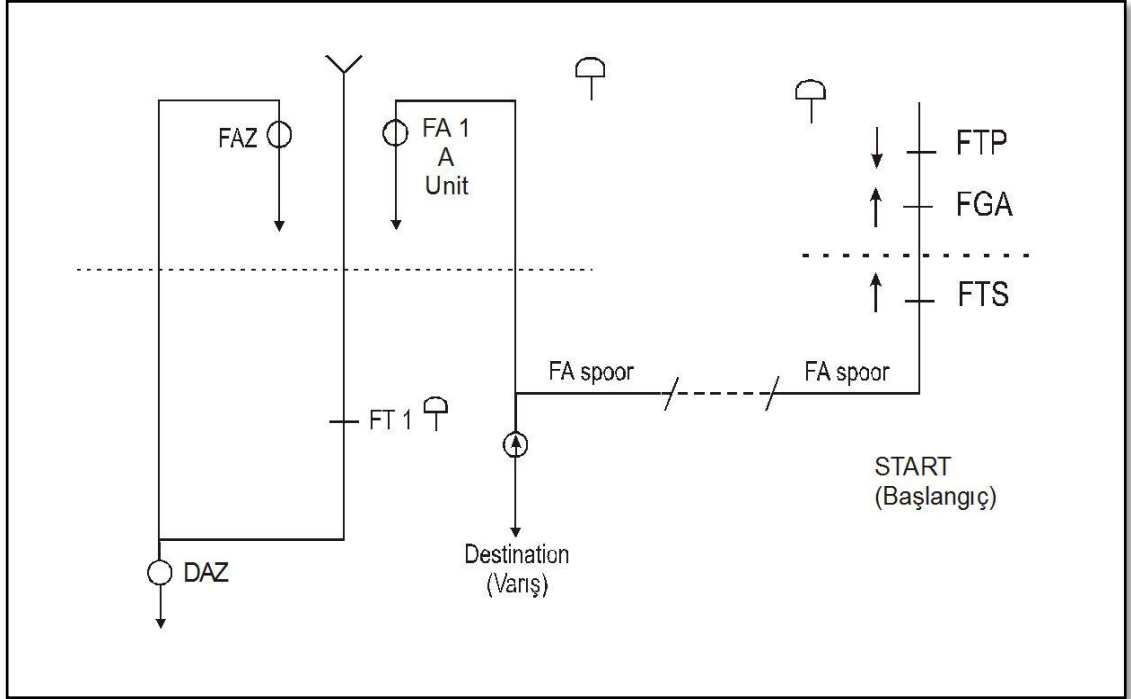 FAZ
FA 1
A
Unit
FTP
FGA
FTS
FA spoor
FA spoor
FT 1
START
(Başlangıç)
Destination
(Varış)
DAZ